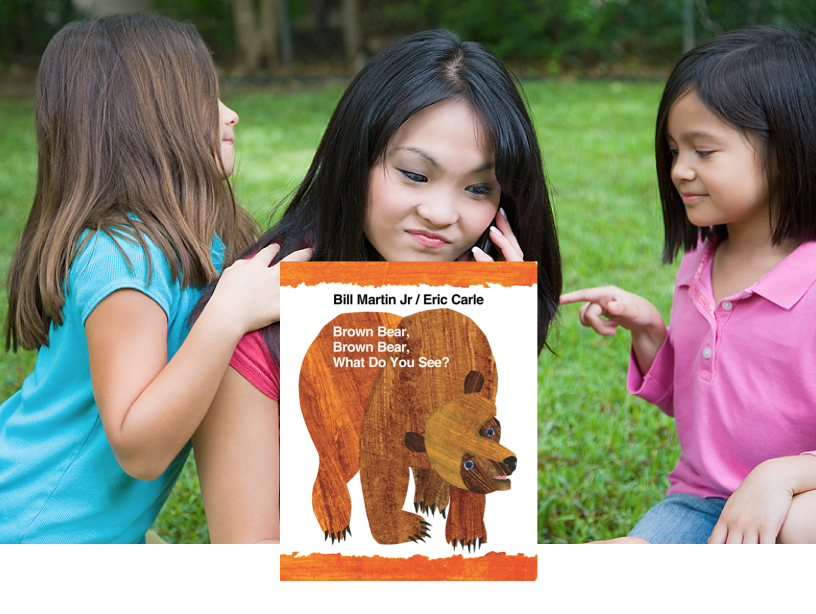 Bill Martin Jr / Eric Carle
Brown Bear,
Brown Bear,
What Do You See?